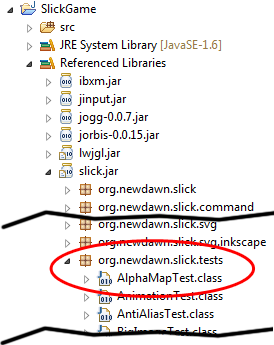 SlickGame
src
JRE System Library [JavaSE-1.6]
Referenced Libraries
ibxm.jar
jinput.jar
jogg-0.0.7.jar
jorbis-0.0.15.jar
lwjgl.jar
slick.jar
org.newdawn.slick
org.newdawn.slick.command
org.newdawn.slick.svg
org.newdawn.slick.svg.inkscape
org.newdawn.slick.tests
AlphaMapTest.class
AnimationTest.class
AntiAliasTest.class
BigImageTest.class